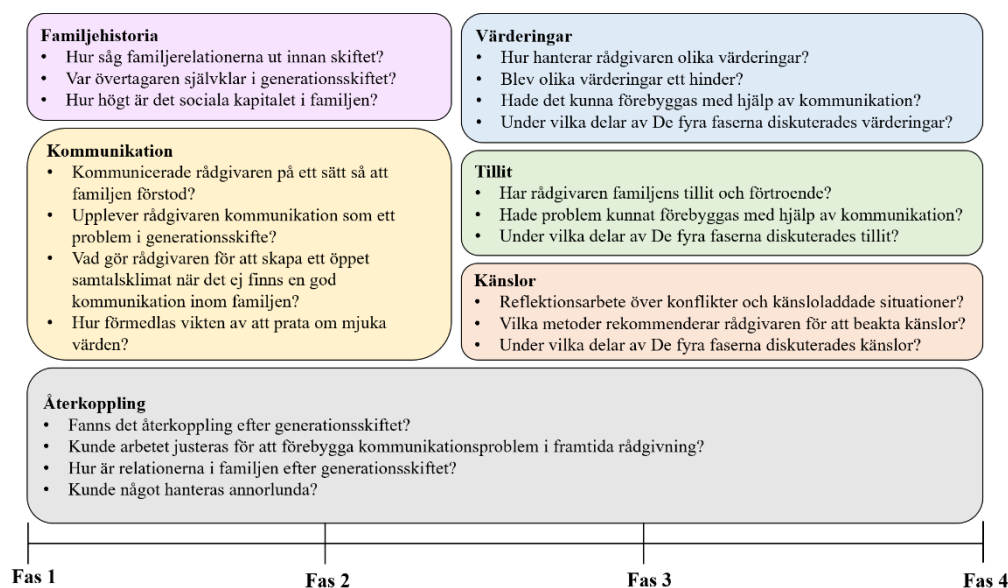 Familjehistoria
• Hur såg familjerelationerna ut innan skiftet?
• Var övertagaren självklar i generationsskiftet?
• Hur högt är det sociala kapitalet i familjen?
Kommunikation
• Kommunicerade rådgivaren på ett sätt så att
familjen förstod?
• Upplever rådgivaren kommunikation som ett
problem i generationsskifte?
• Vad gör rådgivaren för att skapa ett öppet
samtalsklimat när det ej finns en god
kommunikation inom familjen?
• Hur förmedlas vikten av att prata om mjuka
värden?
Värderingar
• Hur hanterar rådgivaren olika värderingar?
• Blev olika värderingar ett hinder?
• Hade det kunna förebyggas med hjälp av kommunikation?
• Under vilka delar av De fyra faserna diskuterades värderingar?
Tillit
• Har rådgivaren familjens tillit och förtroende?
• Hade problem kunnat förebyggas med hjälp av kommunikation?
• Under vilka delar av De fyra faserna diskuterades tillit?
Känslor
• Reflektionsarbete över konflikter och känsloladdade situationer?
• Vilka metoder rekommenderar rådgivaren för att beakta känslor?
• Under vilka delar av De fyra faserna diskuterades känslor?
Återkoppling
• Fanns det återkoppling efter generationsskiftet?
• Kunde arbetet justeras för att förebygga kommunikationsproblem i framtida rådgivning?
• Hur är relationerna i familjen efter generationsskiftet?
• Kunde något hanteras annorlunda?
Fas 1
Fas 2
Fas 3
Fas 4